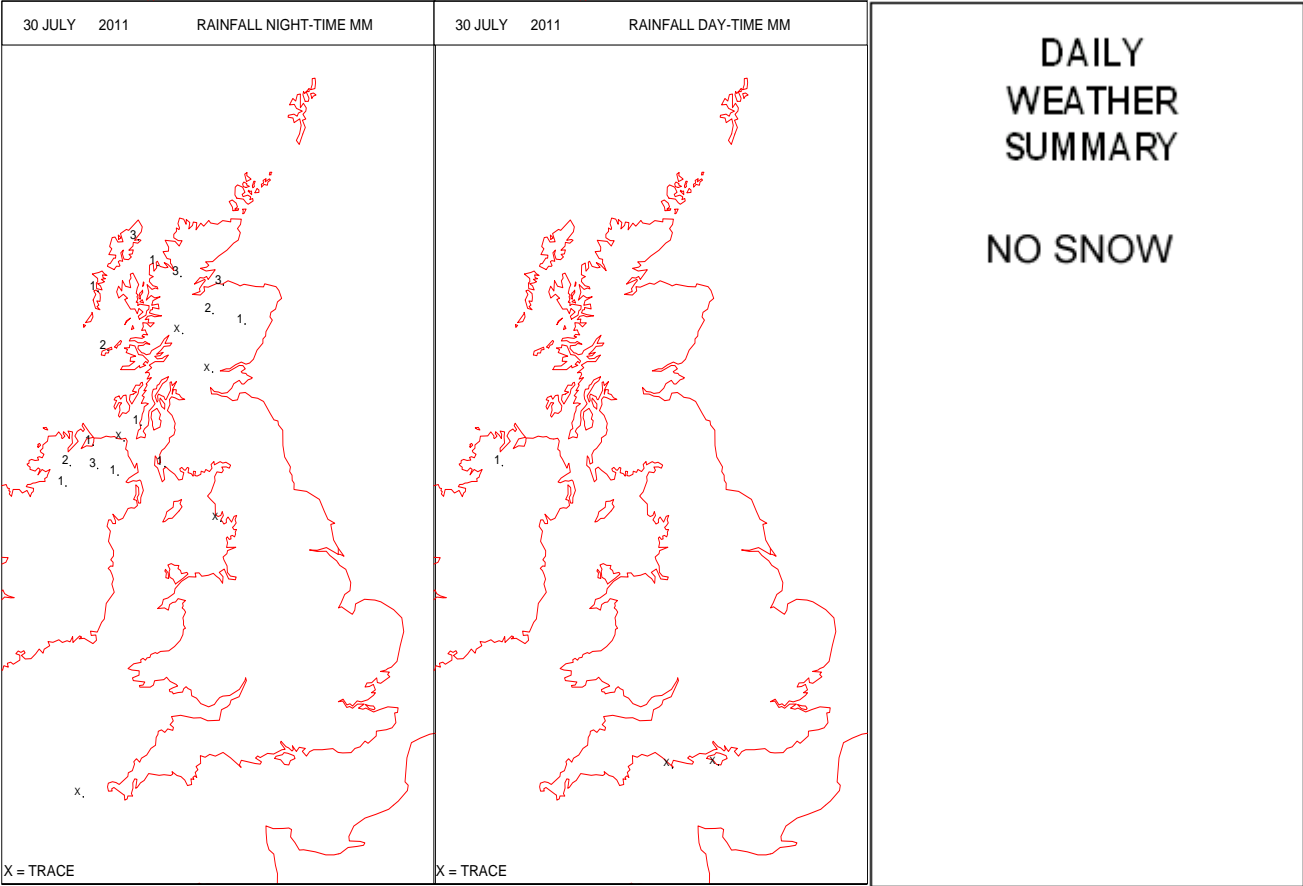 30 JULY 2011 RAINFALL NIGHT-TIME MM
3
1
3
1
3
2
1
x
2
x
1
1
x
2
3
1
1
1
x
x
X = TRACE
30 JULY 2011 RAINFALL DAY-TIME MM
1
x
x
X = TRACE
DAILY
WEATHER
SUMMARY
NO SNOW